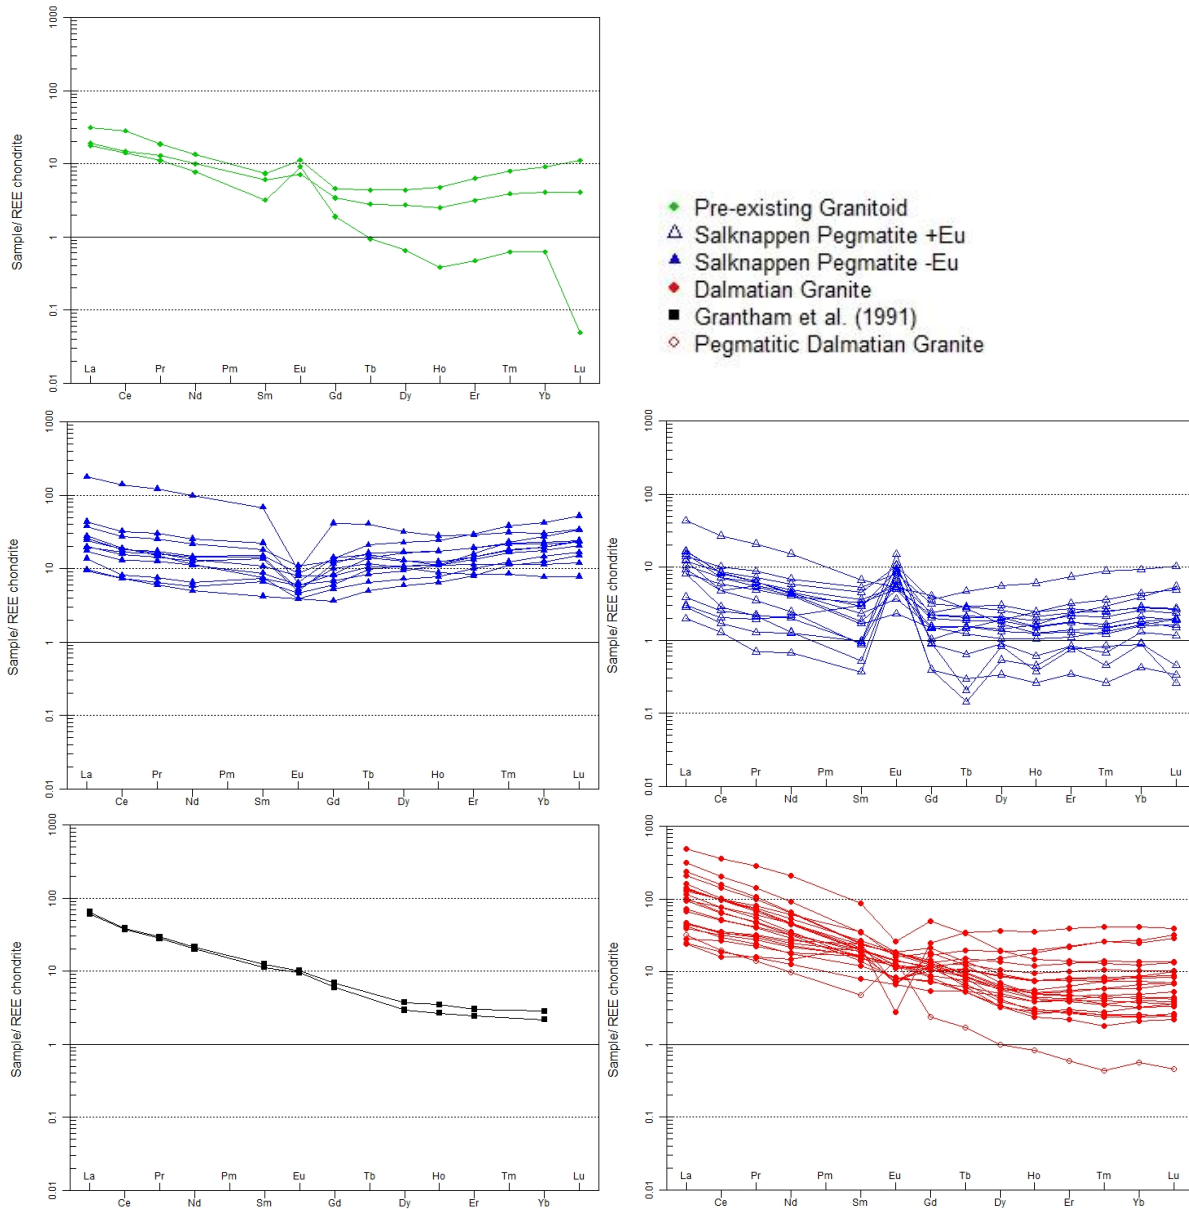 1000
100
10
1
0.1
0.01
Sample/ REE chondrite
La Pr Pm Eu Tb Ho Tm Lu
Ce Nd Sm Gd Dy Er Yb
Pre-existing Granitoid
Salknappen Pegmatite +Eu
Salknappen Pegmatite -Eu
Dalmatian Granite
Grantham et al. (1991)
Pegmatitic Dalmatian Granite
1000
100
10
1
0.1
0.01
Sample/ REE chondrite
La Pr Pm Eu Tb Ho Tm Lu
Ce Nd Sm Gd Dy Er Yb
1000
100
10
1
0.1
0.01
Sample/ REE chondrite
La Pr Pm Eu Tb Ho Tm Lu
Ce Nd Sm Gd Dy Er Yb
1000
100
10
1
0.1
0.01
Sample/ REE chondrite
La Pr Pm Eu Tb Ho Tm Lu
Ce Nd Sm Gd Dy Er Yb
1000
100
10
1
0.1
0.01
Sample/ REE chondrite
La Pr Pm Eu Tb Ho Tm Lu
Ce Nd Sm Gd Dy Er Yb